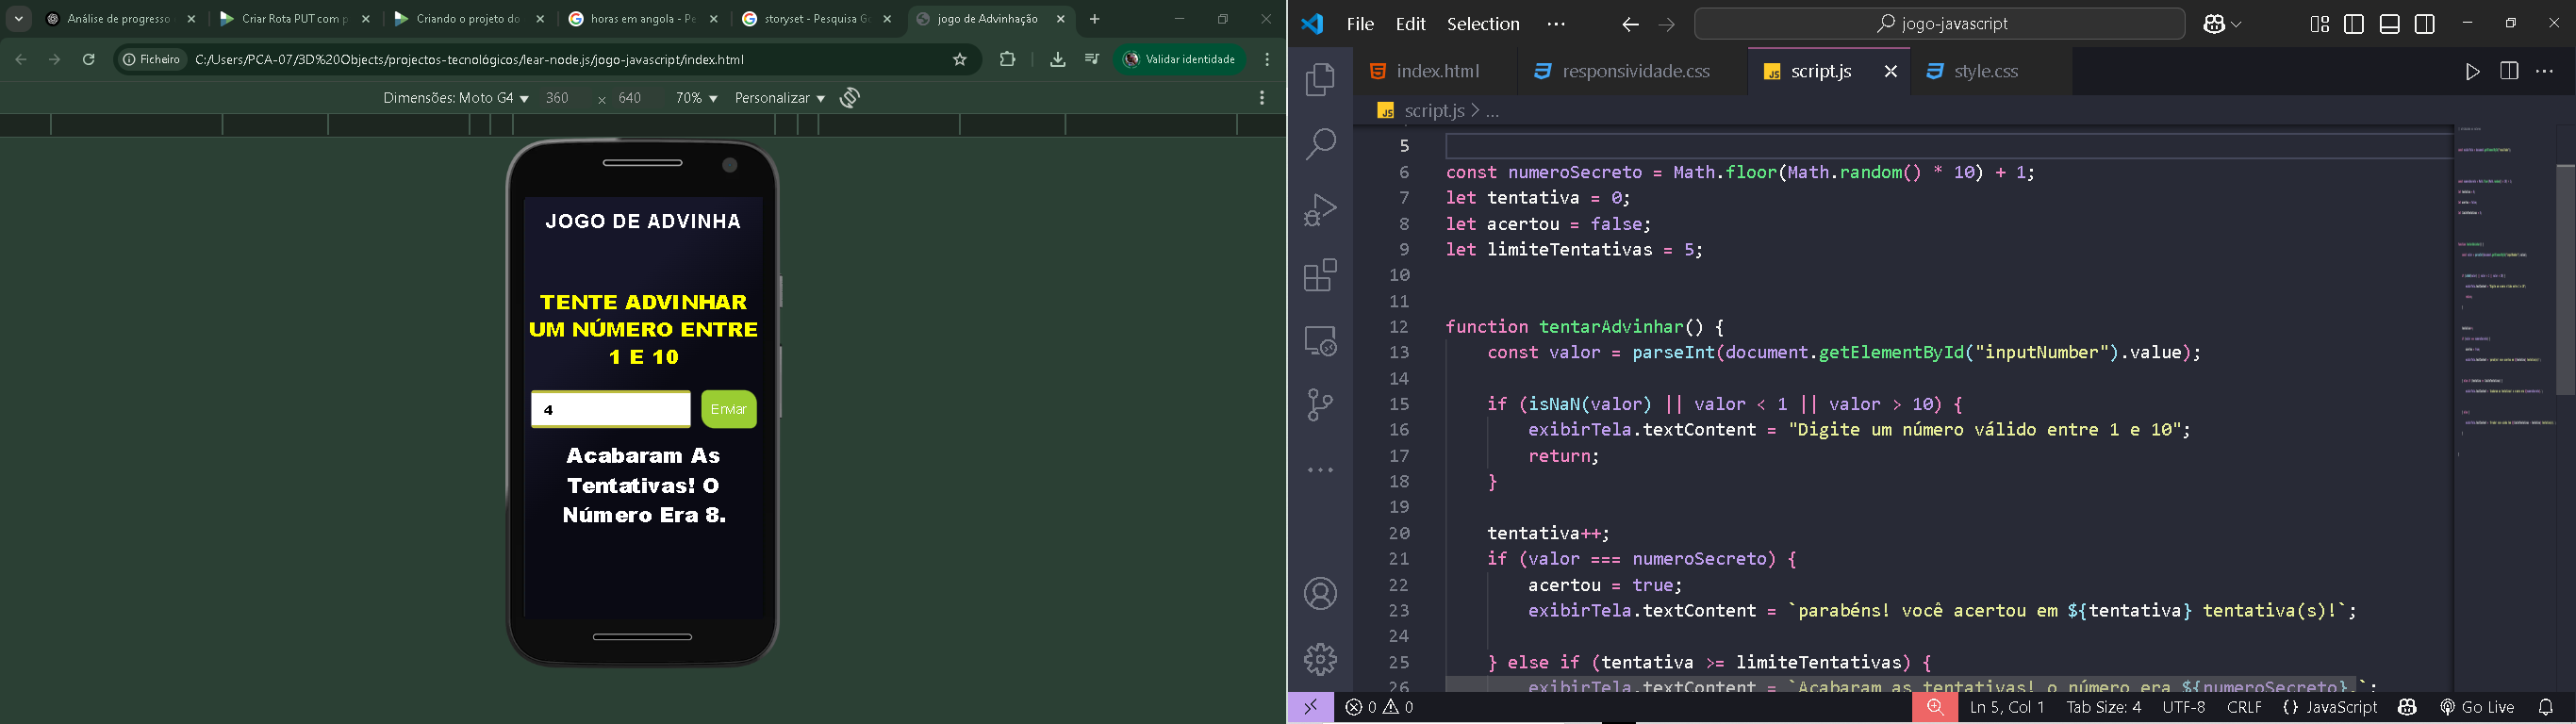 Análise de progresso
Criar Rota PUT com p
Criando o projeto do
horas em angola - Pe
storyset - Pesquisa Go
jogo de Advinhação
Ficheiro
C:/Users/PCA-07/3D%20Objects/projectos-tecnológicos/lear-node.js/jogo-javascript/index.html
Validar identidade
Dimensões: Moto G4
360
×
640
70%
Personalizar
JOGO DE ADVINHA
TENTE ADVINHAR
UM NÚMERO ENTRE
1 E 10
4
Enviar
Acabaram As
Tentativas! O
Número Era 8.
File
Edit
Selection
...
jogo-javascript
index.html
responsividade.css
JS script.js
style.css
JS script.js > ...
5
6 const numeroSecreto = Math.floor(Math.random() * 10) + 1;
7 let tentativa = 0;
8 let acertou = false;
9 let limiteTentativas = 5;
10
11
12 function tentarAdvinhar() {
13 const valor = parseInt(document.getElementById("inputNumber").value);
14
15 if (isNaN(valor) || valor < 1 || valor > 10) {
16 exibirTela.textContent = "Digite um número válido entre 1 e 10";
17 return;
18 }
19
20 tentativa++;
21 if (valor === numeroSecreto) {
22 acertou = true;
23 exibirTela.textContent = `parabéns! você acertou em ${tentativa} tentativa(s)!`;
24
25 } else if (tentativa >= limiteTentativas) {
26 exibirTela.textContent = `Acabaram as tentativas! o número era ${numeroSecreto}.`;
0
0
Ln 5, Col 1
Tab Size: 4
UTF-8
CRLF
{} JavaScript
Go Live